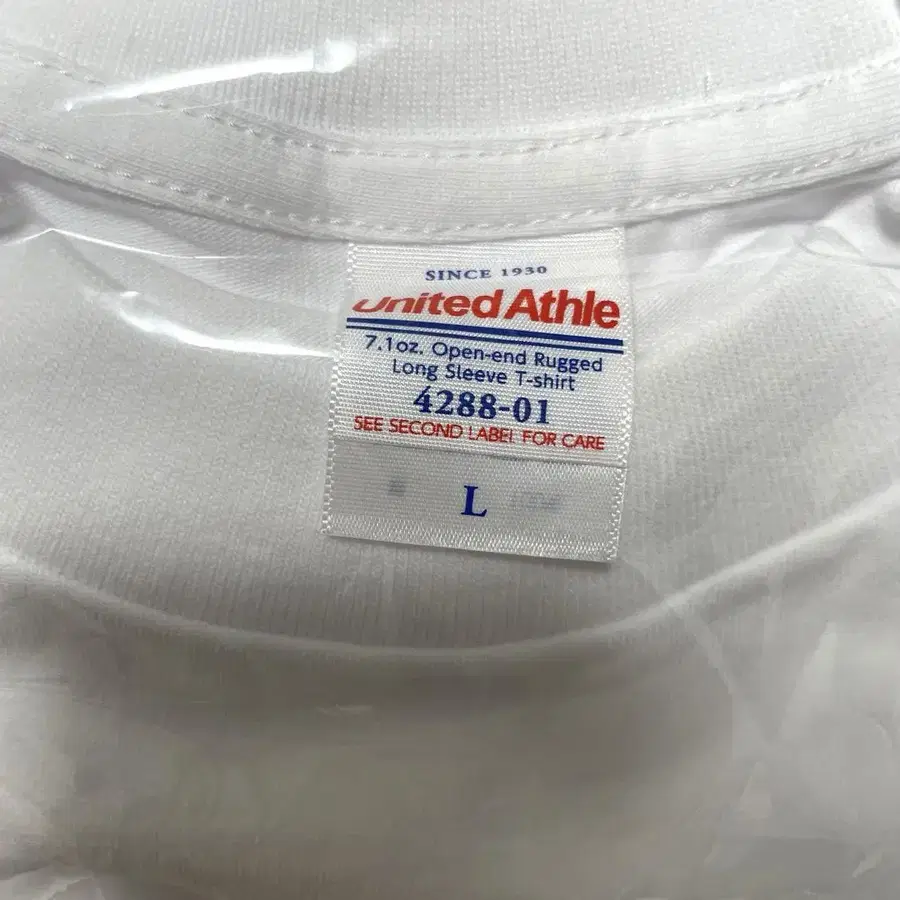 SINCE 1930
United Athle
7.1oz. Open-end Rugged
Long Sleeve T-shirt
4288-01
SEE SECOND LABEL FOR CARE
L